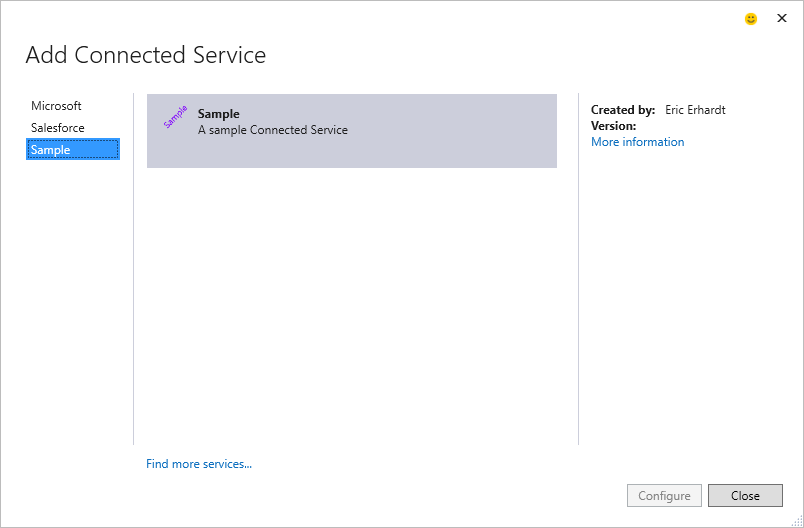 Add Connected Service
Microsoft
Salesforce
Sample
Sample
Sample
A sample Connected Service
Created by: Eric Erhardt
Version:
More information
Find more services...
Configure
Close